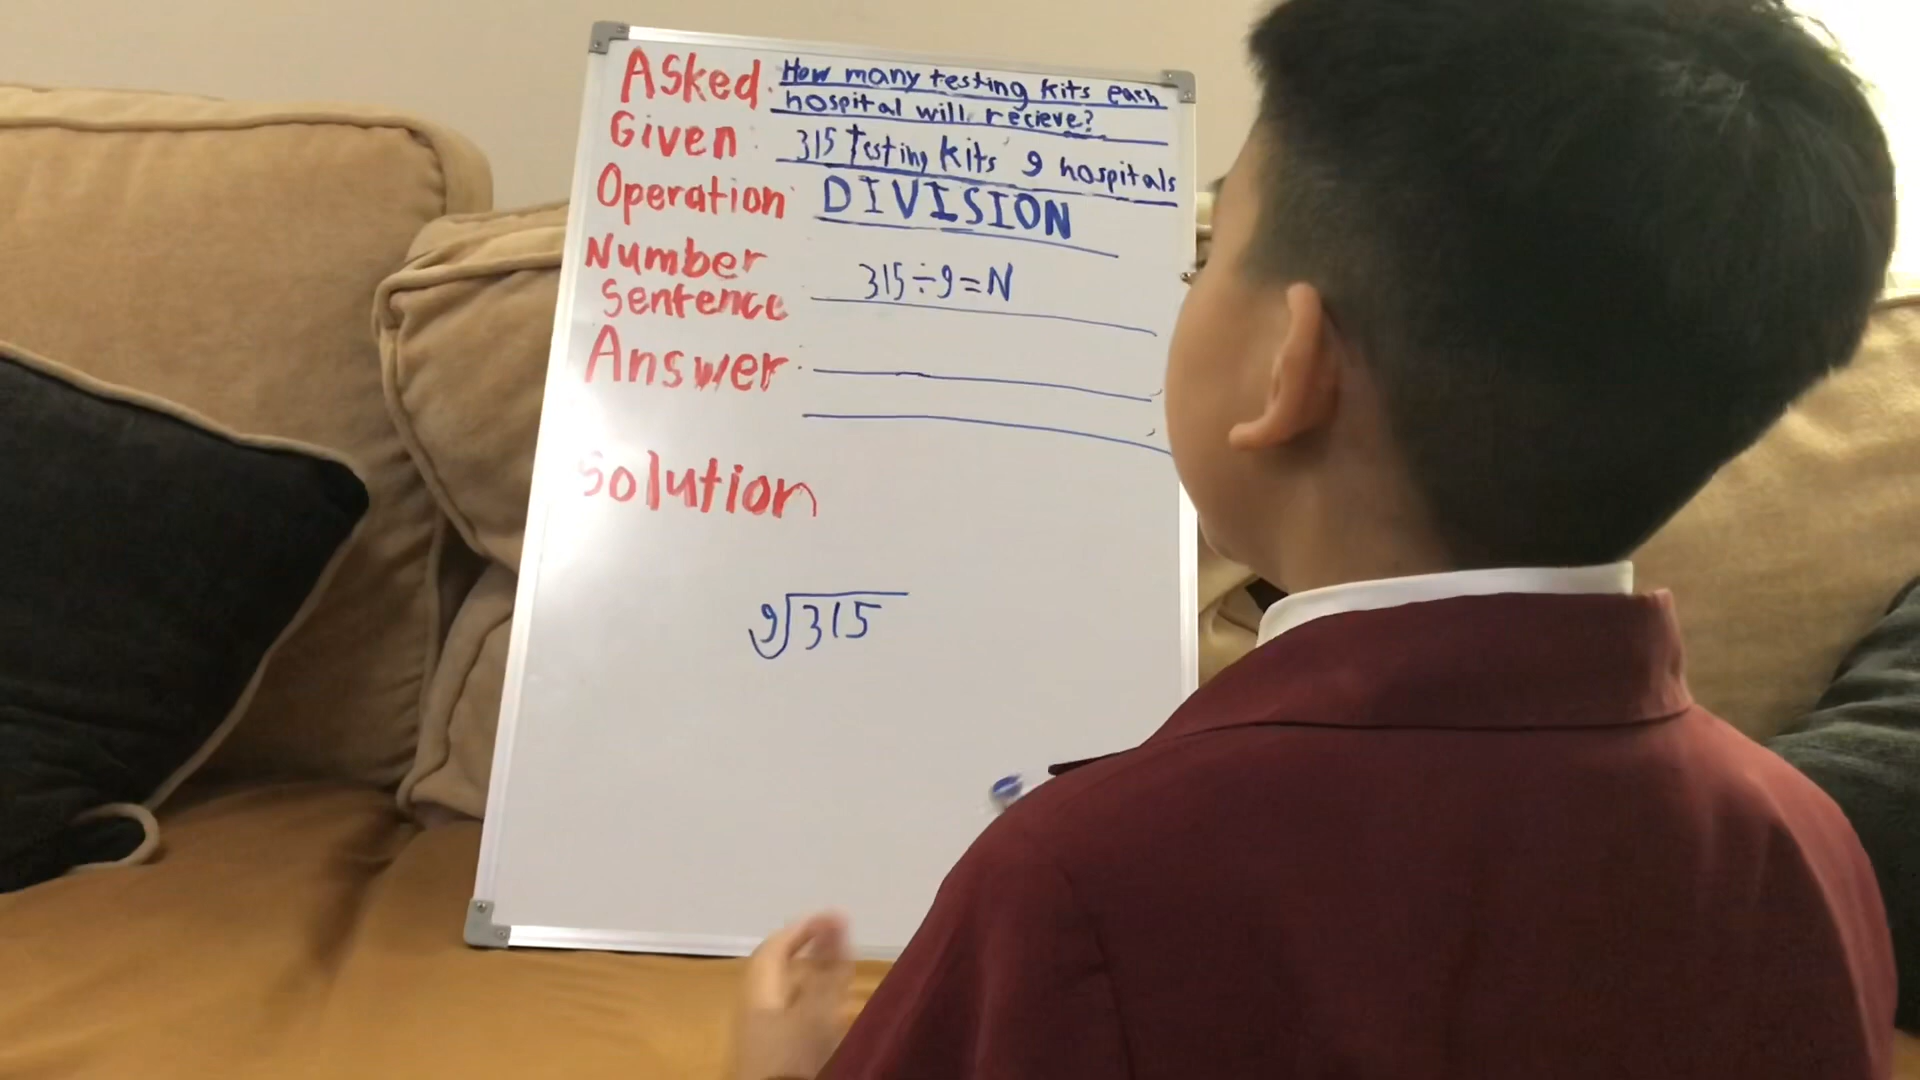 Asked: How many testing kits each
hospital will recieve?
Given: 315 Testing kits, 9 hospitals
Operation: DIVISION
Number
Sentence 315÷9=N
Answer:
Solution
9 315